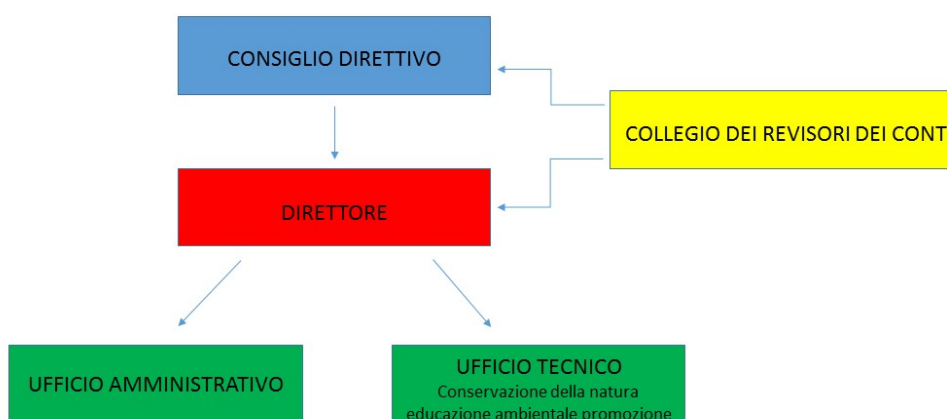 CONSIGLIO DIRETTIVO
COLLEGIO DEI REVISORI DEI CONT
DIRETTORE
UFFICIO AMMINISTRATIVO
UFFICIO TECNICO
Conservazione della natura
educazione ambientale promozione